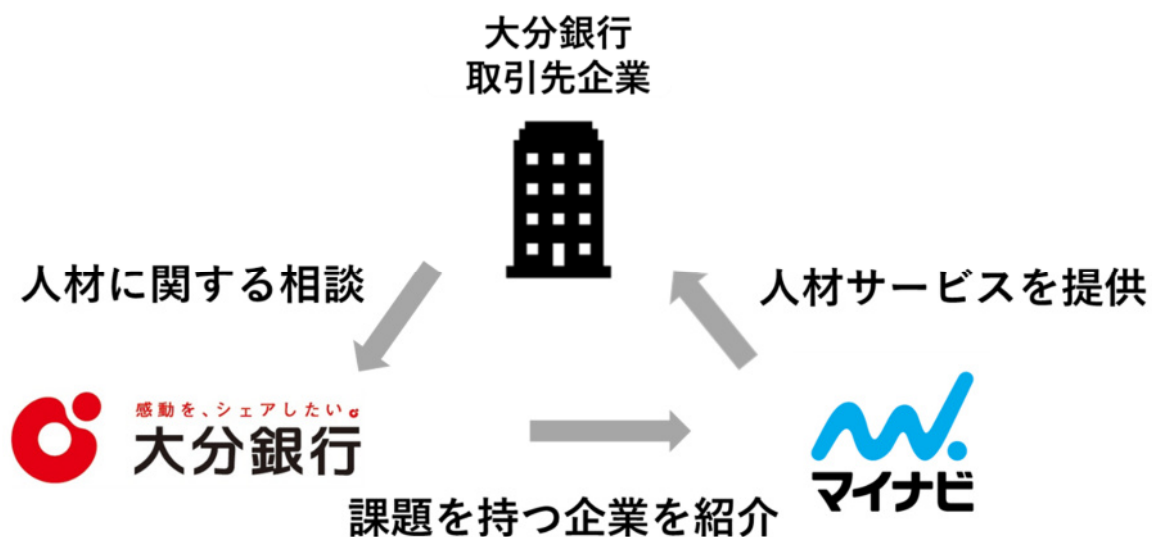 大分銀行
取引先企業
人材に関する相談
人材サービスを提供
感動を、シェアしたい。
大分銀行
マイナビ
課題を持つ企業を紹介